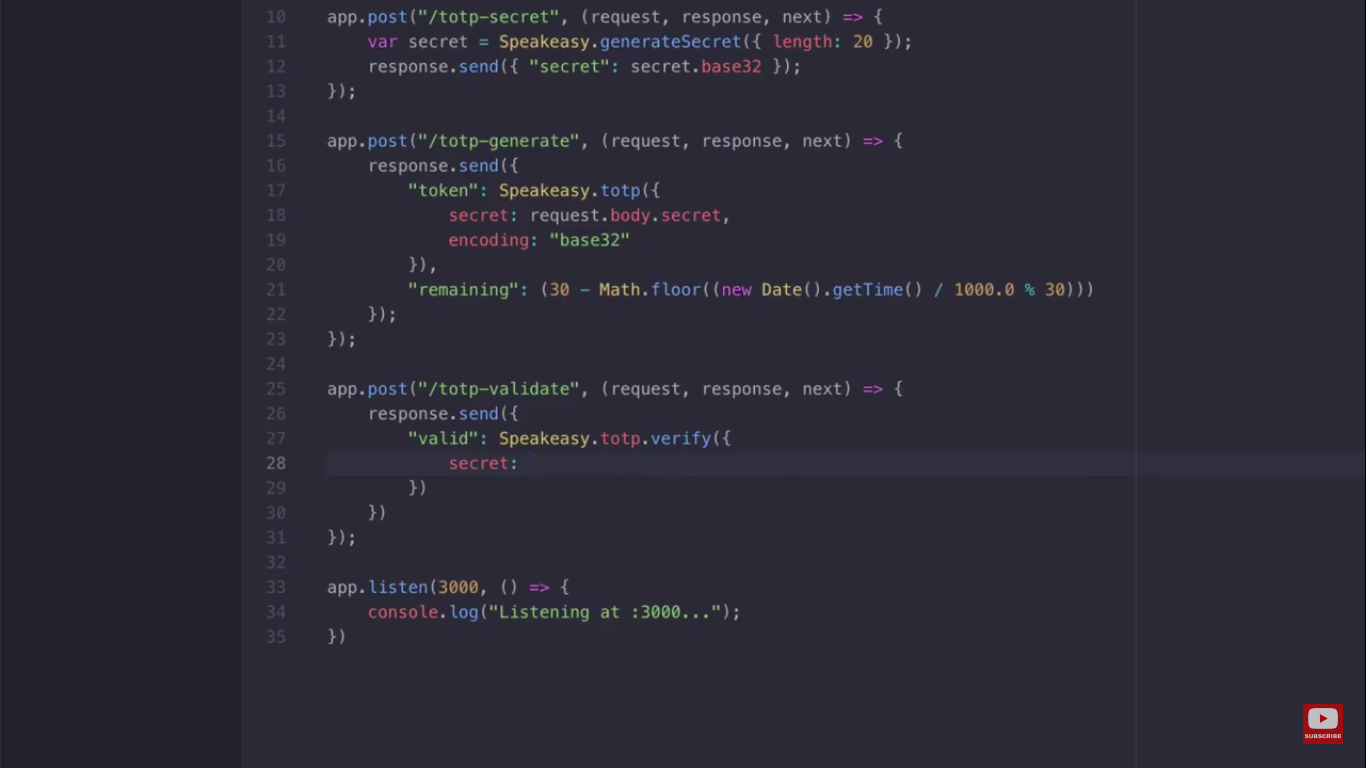 10 app.post("/totp-secret", (request, response, next) => {
11     var secret = Speakeasy.generateSecret({ length: 20 });
12     response.send({ "secret": secret.base32 });
13 });
14
15 app.post("/totp-generate", (request, response, next) => {
16     response.send({
17         "token": Speakeasy.totp({
18             secret: request.body.secret,
19             encoding: "base32"
20         }),
21         "remaining": (30 - Math.floor((new Date().getTime() / 1000.0 % 30)))
22     });
23 });
24
25 app.post("/totp-validate", (request, response, next) => {
26     response.send({
27         "valid": Speakeasy.totp.verify({
28             secret:
29         })
30     })
31 });
32
33 app.listen(3000, () => {
34     console.log("Listening at :3000...");
35 })
SUBSCRIBE